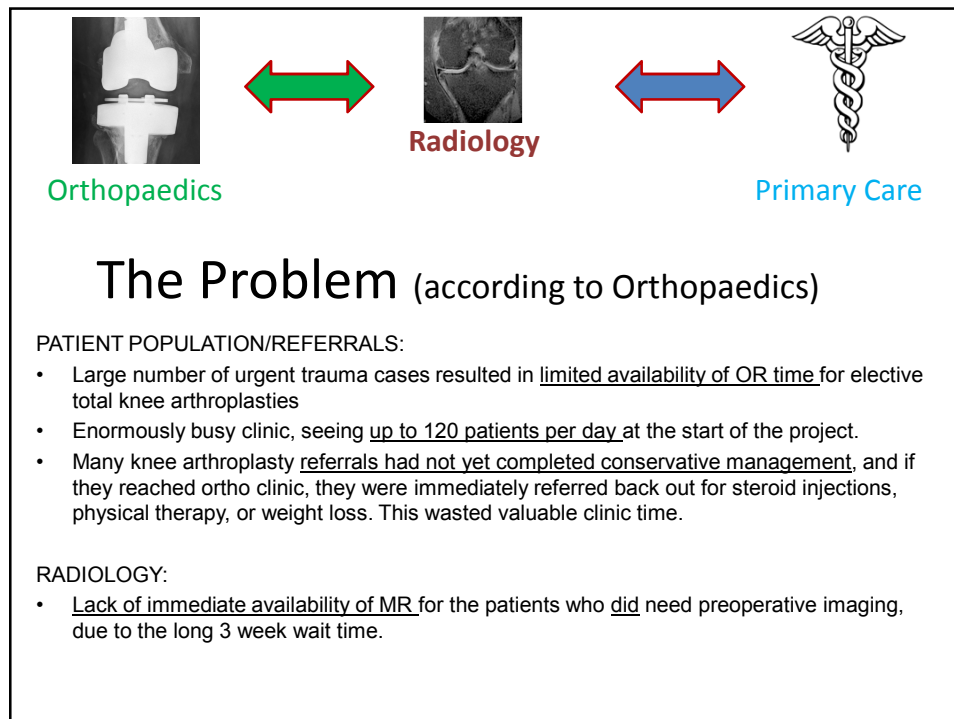 Radiology
Orthopaedics
Primary Care
The Problem (according to Orthopaedics)
PATIENT POPULATION/REFERRALS:
• Large number of urgent trauma cases resulted in limited availability of OR time for elective
total knee arthroplasties
• Enormously busy clinic, seeing up to 120 patients per day at the start of the project.
• Many knee arthroplasty referrals had not yet completed conservative management, and if
they reached ortho clinic, they were immediately referred back out for steroid injections,
physical therapy, or weight loss. This wasted valuable clinic time.
RADIOLOGY:
• Lack of immediate availability of MR for the patients who did need preoperative imaging,
due to the long 3 week wait time.